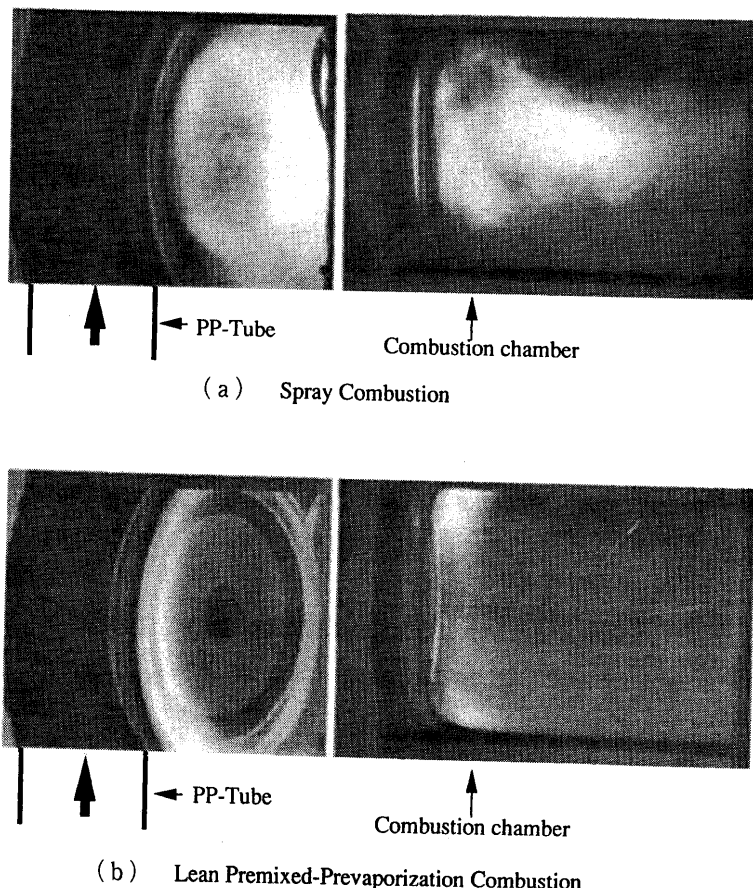 PP-Tube
Combustion chamber
(a) Spray Combustion
PP-Tube
Combustion chamber
(b) Lean Premixed-Prevaporization Combustion